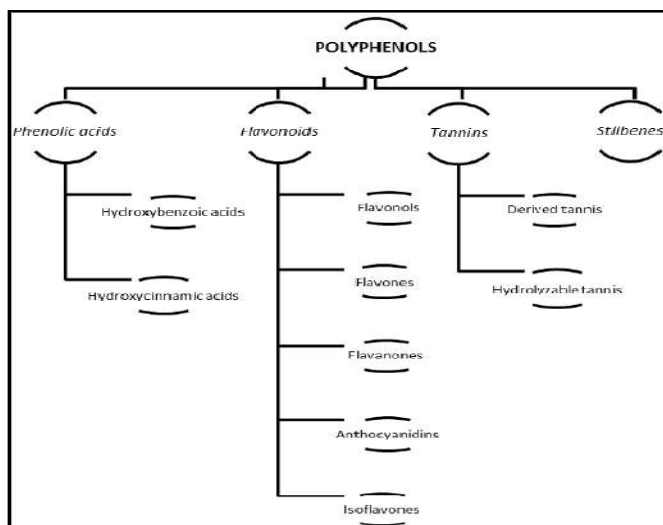 POLYPHENOLS
Phenolic acids
Flavonoids
Tannins
Stilbenes
Hydroxybenzoic acids
Hydroxycinnamic acids
Flavonols
Flavones
Flavanones
Anthocyanidins
Isoflavones
Derived tannis
Hydrolyzable tannis